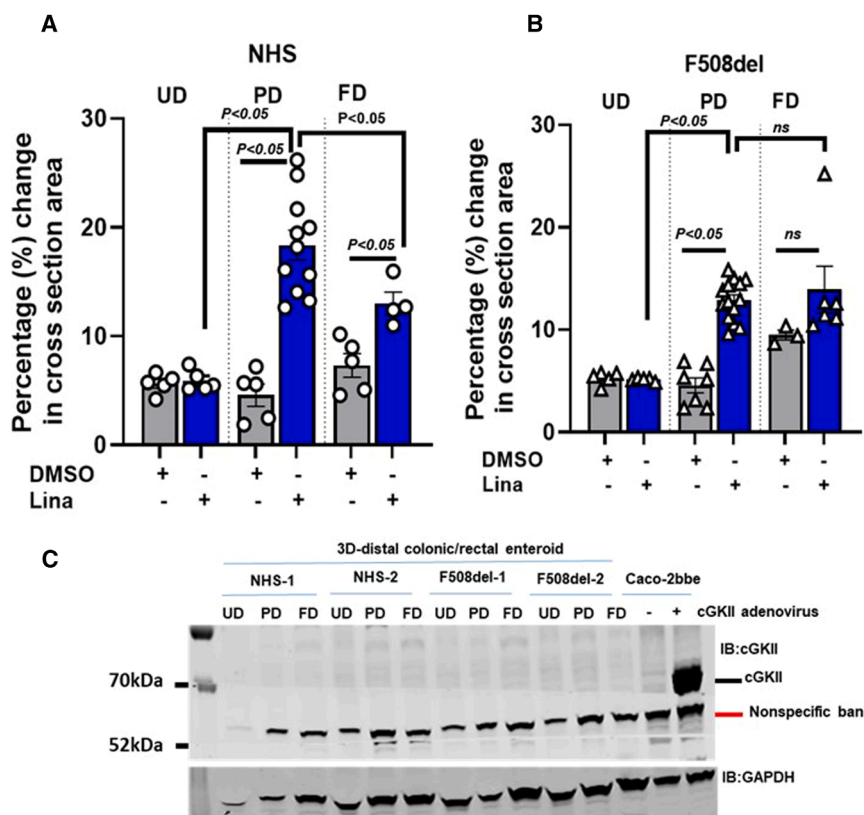 A
NHS
UD PD FD
P<0.05 P<0.05
P<0.05
P<0.05
Percentage (%) change
in cross section area
30
20
10
0
DMSO + - + - + -
Lina - + - + - +
B
F508del
UD PD FD
P<0.05 ns
P<0.05 ns
Percentage (%) change
in cross section area
30
20
10
0
DMSO + - + - + -
Lina - + - + - +
C
3D-distal colonic/rectal enteroid
NHS-1 NHS-2 F508del-1 F508del-2 Caco-2bbe
UD PD FD UD PD FD UD PD FD UD PD FD - + cGKII adenovirus
IB:cGKII
70kDa
cGKII
Nonspecific ban
52kDa
IB:GAPDH